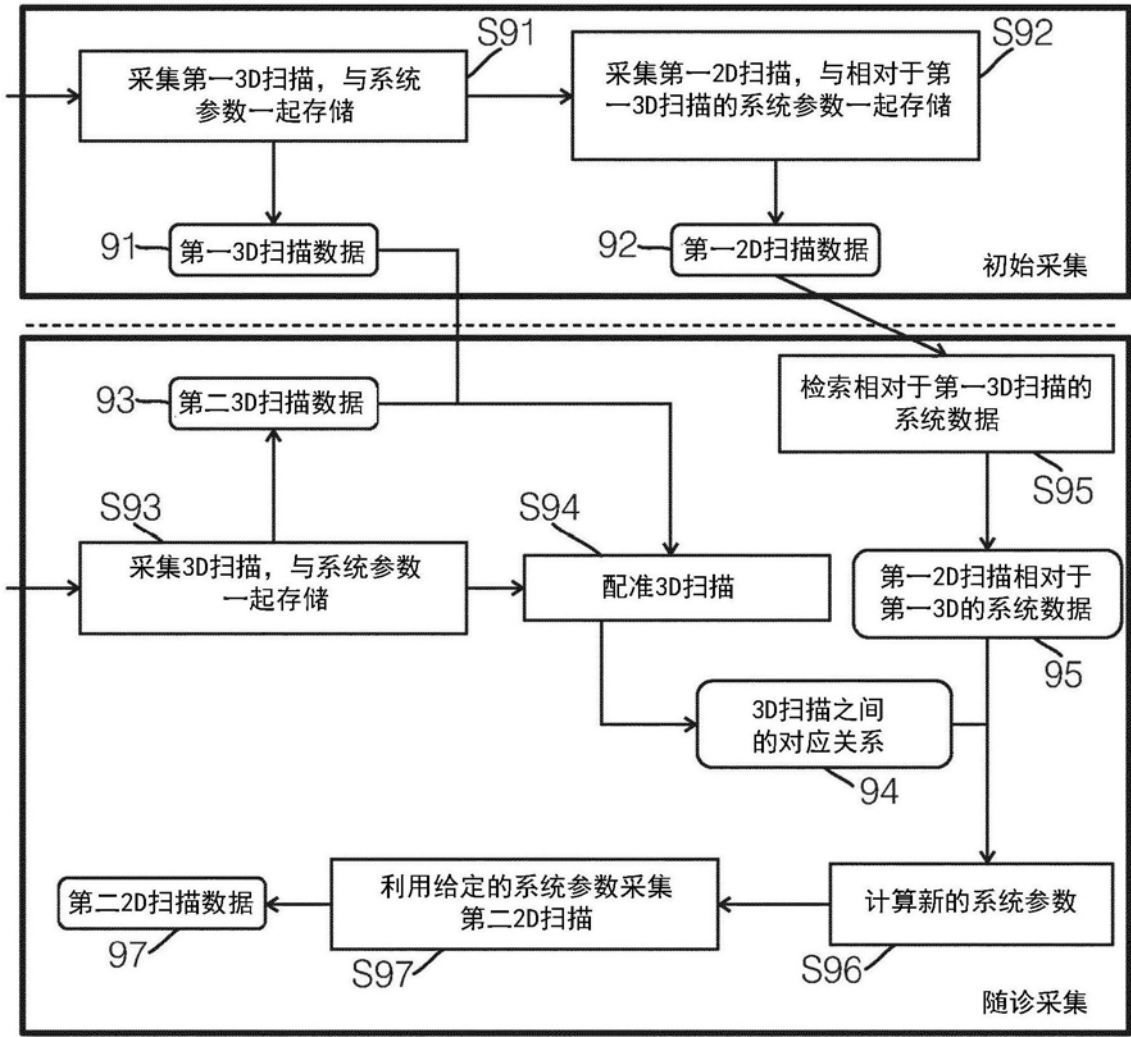 S91
S92
采集第一3D扫描，与系统
参数一起存储
采集第一2D扫描，与相对于第
一3D扫描的系统参数一起存储
91
第一3D扫描数据
92
第一2D扫描数据
初始采集
93
第二3D扫描数据
检索相对于第一3D扫描的
系统数据
S95
S93
S94
采集3D扫描，与系统参数
一起存储
配准3D扫描
第一2D扫描相对于
第一3D的系统数据
95
3D扫描之间
的对应关系
94
第二2D扫描数据
97
利用给定的系统参数采集
第二2D扫描
S97
计算新的系统参数
S96
随诊采集